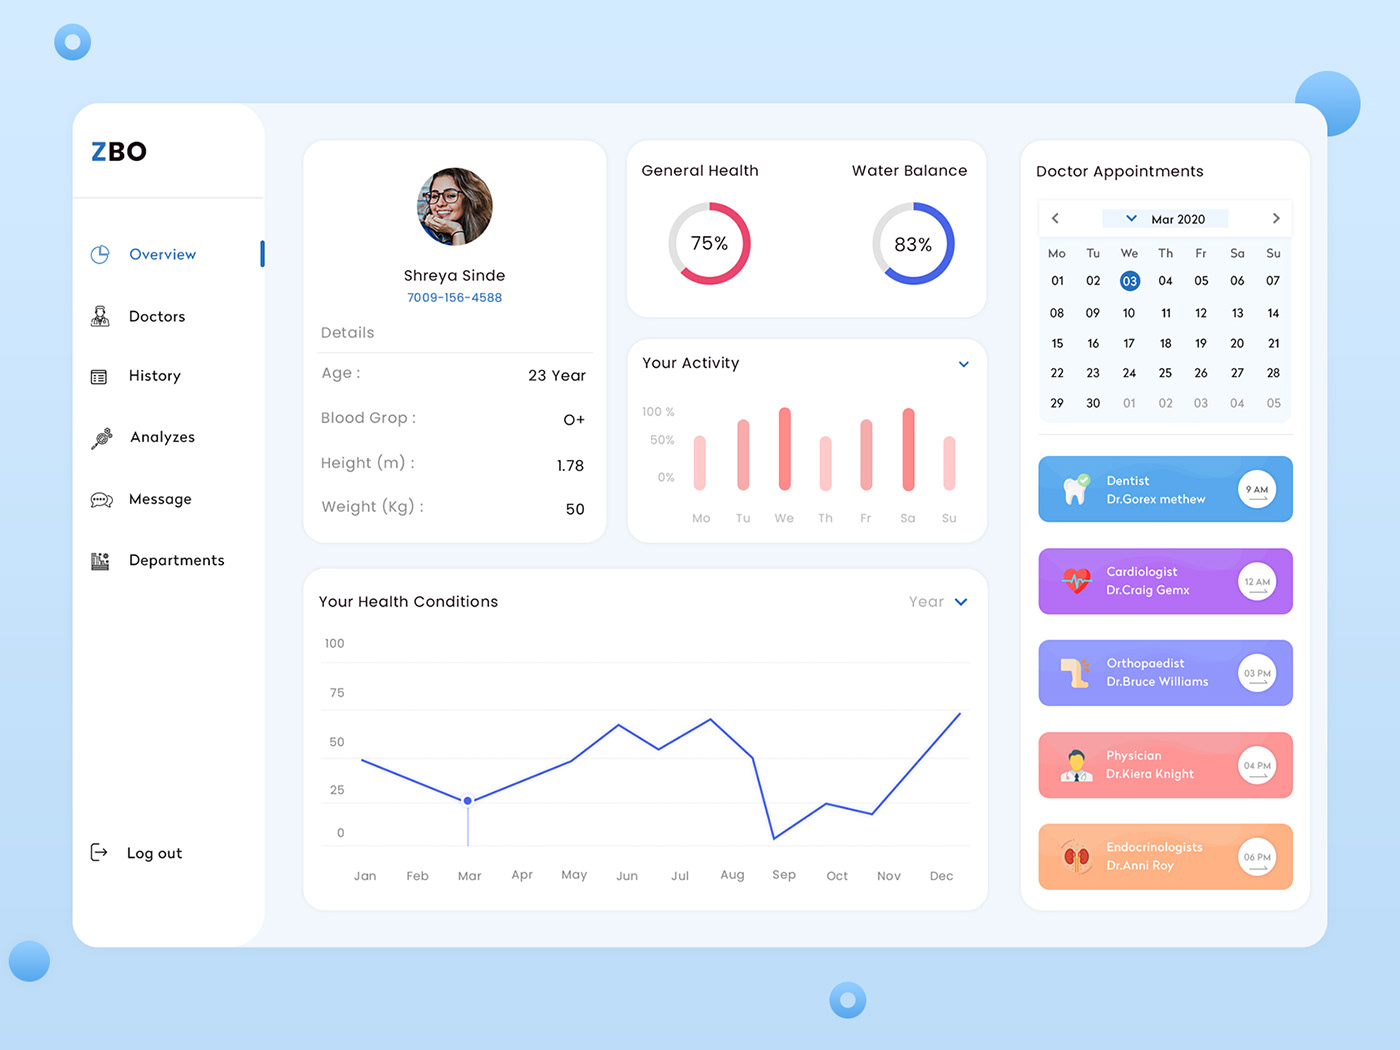 ZBO
Overview
Doctors
History
Analyzes
Message
Departments
Log out
Shreya Sinde
7009-156-4588
Details
Age : 23 Year
Blood Grop : O+
Height (m) : 1.78
Weight (Kg) : 50
General Health
75%
Water Balance
83%
Your Activity
100 %
50%
0%
Mo Tu We Th Fr Sa Su
Your Health Conditions
Year
100
75
50
25
0
Jan Feb Mar Apr May Jun Jul Aug Sep Oct Nov Dec
Doctor Appointments
Mar 2020
Mo Tu We Th Fr Sa Su
01 02 03 04 05 06 07
08 09 10 11 12 13 14
15 16 17 18 19 20 21
22 23 24 25 26 27 28
29 30 01 02 03 04 05
Dentist
Dr.Gorex methew
9 AM
Cardiologist
Dr.Craig Gemx
12 AM
Orthopaedist
Dr.Bruce Williams
03 PM
Physician
Dr.Kiera Knight
04 PM
Endocrinologists
Dr.Anni Roy
06 PM